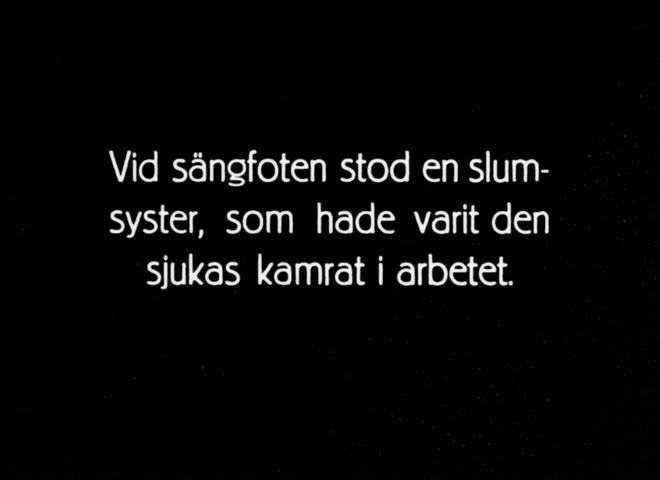 Vid sängfoten stod en slum-
syster, som hade varit den
sjukas kamrat i arbetet.